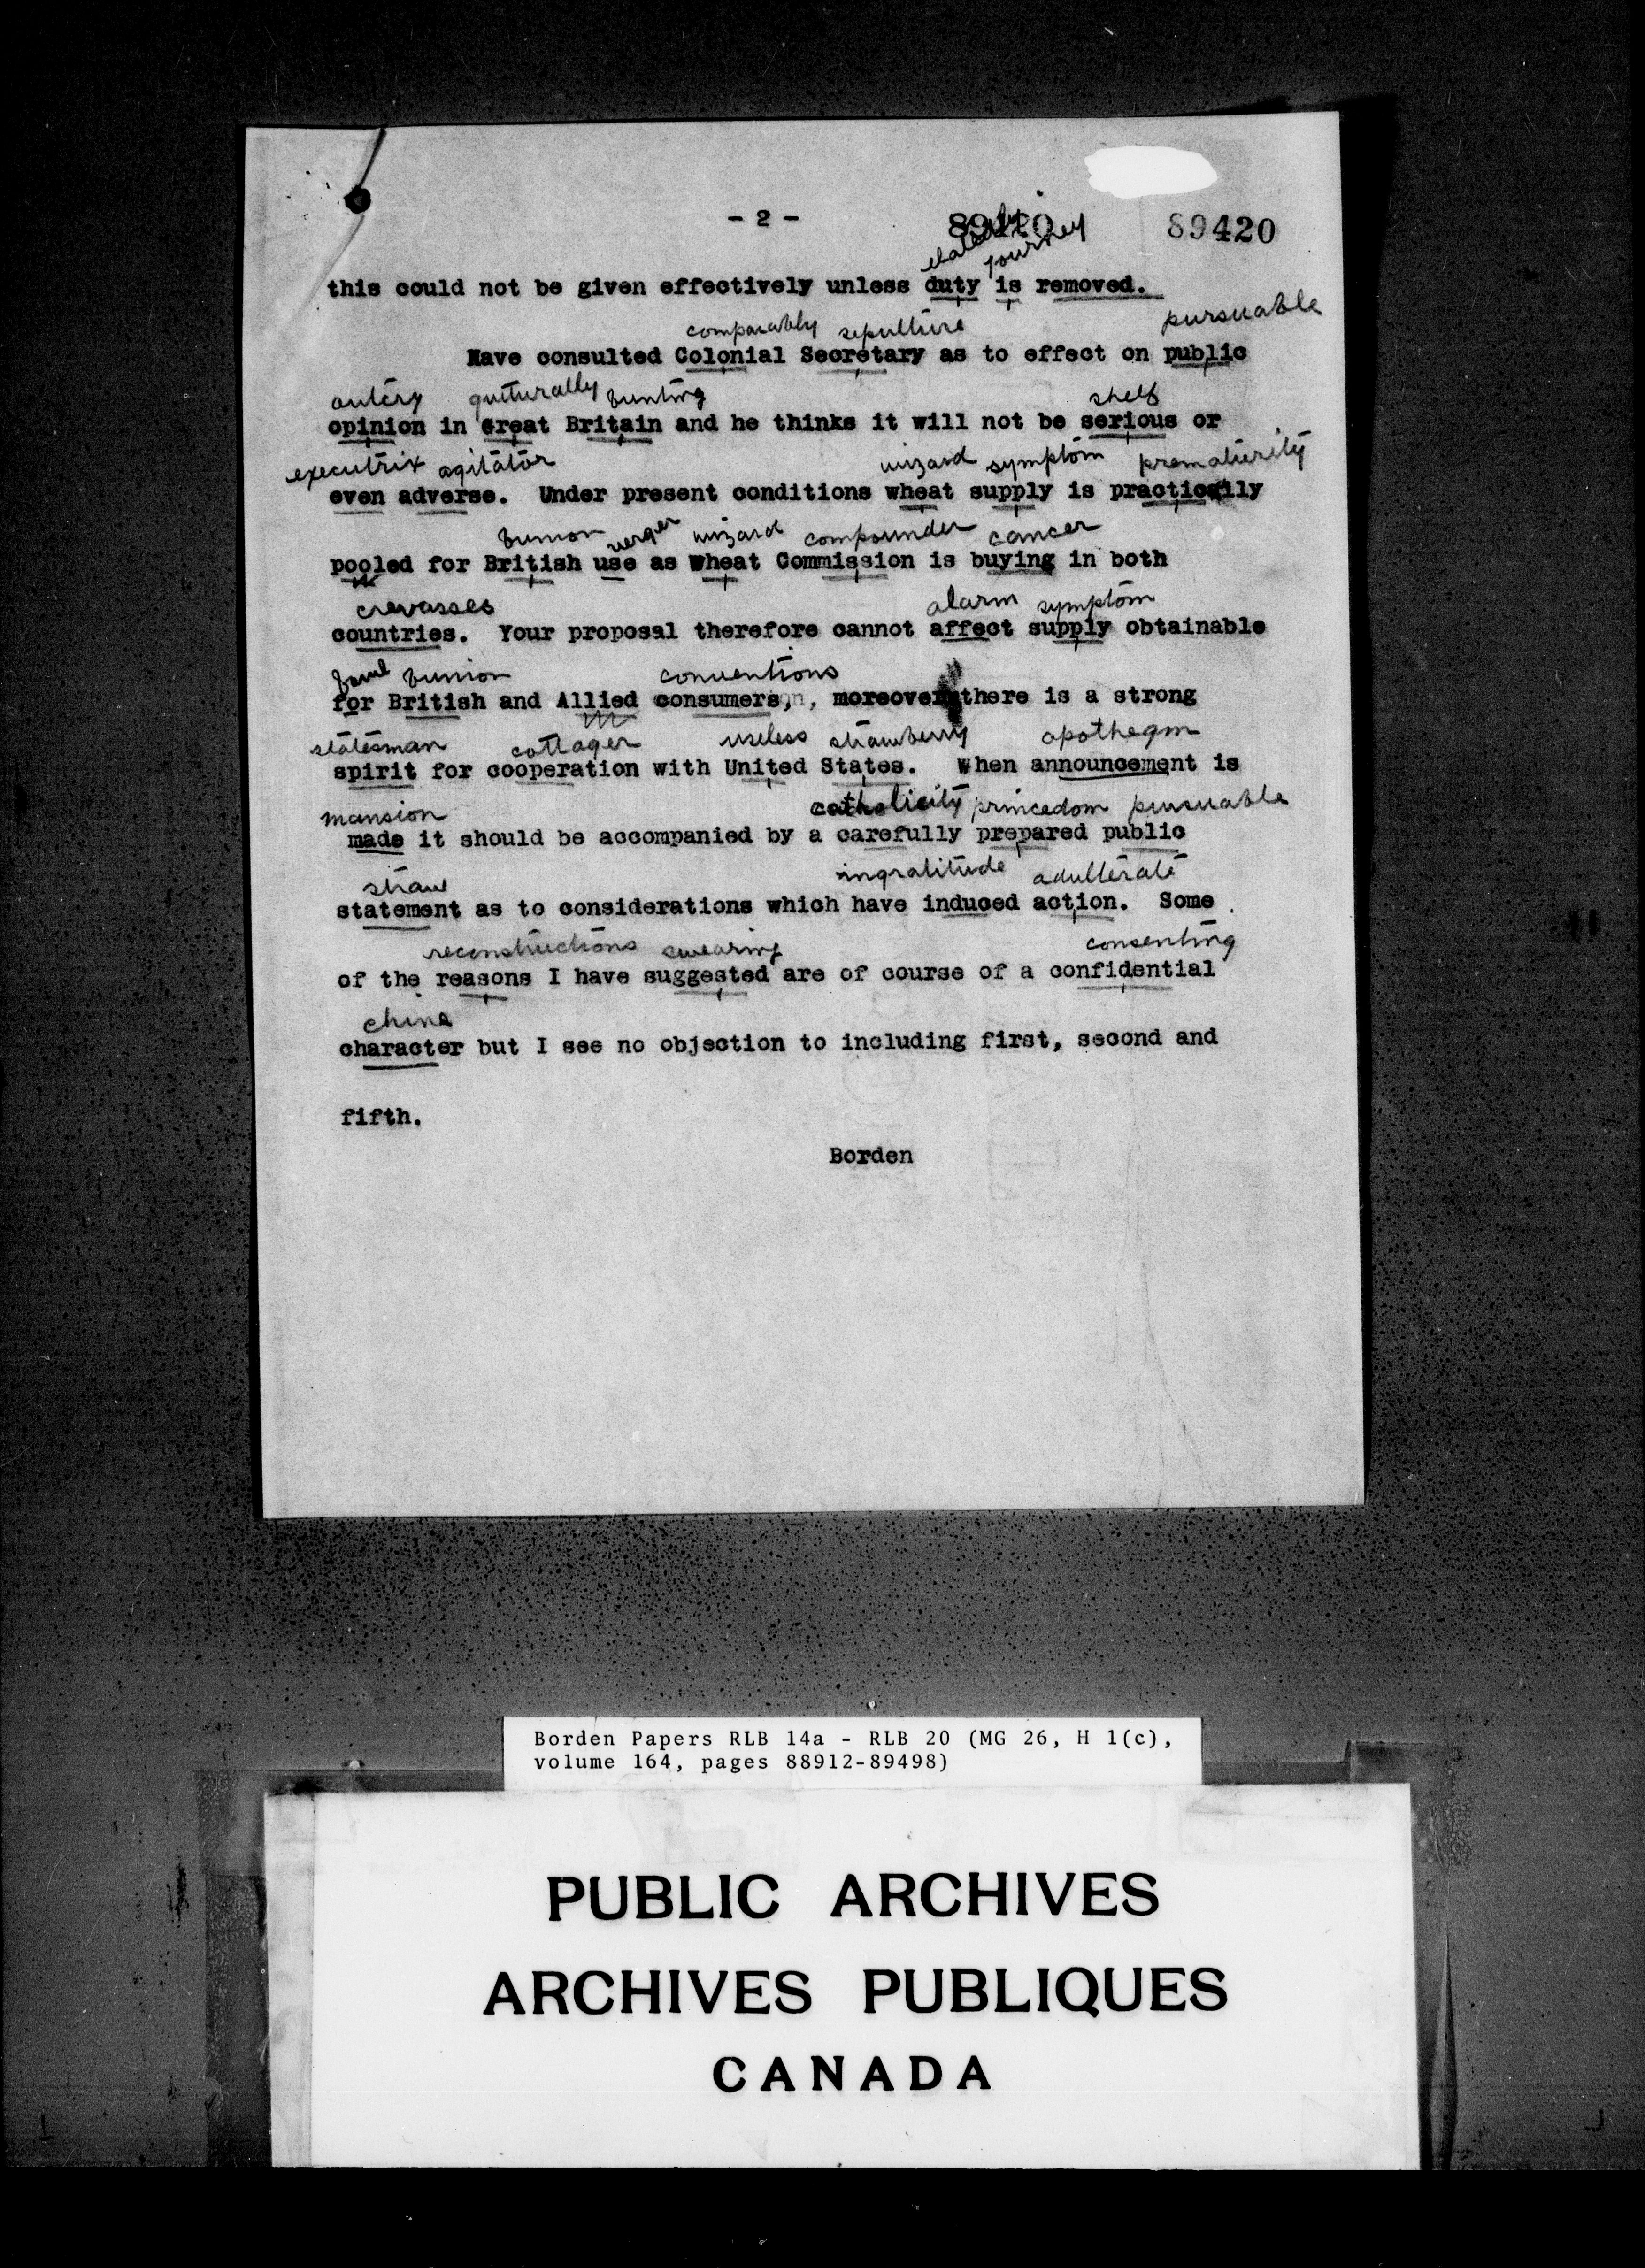 - 2 -
89420 89420
journey
this could not be given effectively unless duty is removed.
comparably sepulture pursuable
Have consulted Colonial Secretary as to effect on public
artery gutturally bunting shelf
opinion in Great Britain and he thinks it will not be serious or
executrix agitator wizard symptom prematurity
even adverse. Under present conditions wheat supply is practically
bunion verger wizard compounder cancer
pooled for British use as Wheat Commission is buying in both
crevasses alarm symptom
countries. Your proposal therefore cannot affect supply obtainable
bunion conventions
for British and Allied consumers, moreover there is a strong
statesman cottager useless strawberry apothegm
spirit for cooperation with United States. When announcement is
mansion catholicity princedom pursuable
made it should be accompanied by a carefully prepared public
straw ingratitude adulterate
statement as to considerations which have induced action. Some
reconstructions swearing consenting
of the reasons I have suggested are of course of a confidential
china
character but I see no objection to including first, second and
fifth.
Borden
Borden Papers RLB 14a - RLB 20 (MG 26, H 1(c),
volume 164, pages 88912-89498)
PUBLIC ARCHIVES
ARCHIVES PUBLIQUES
CANADA